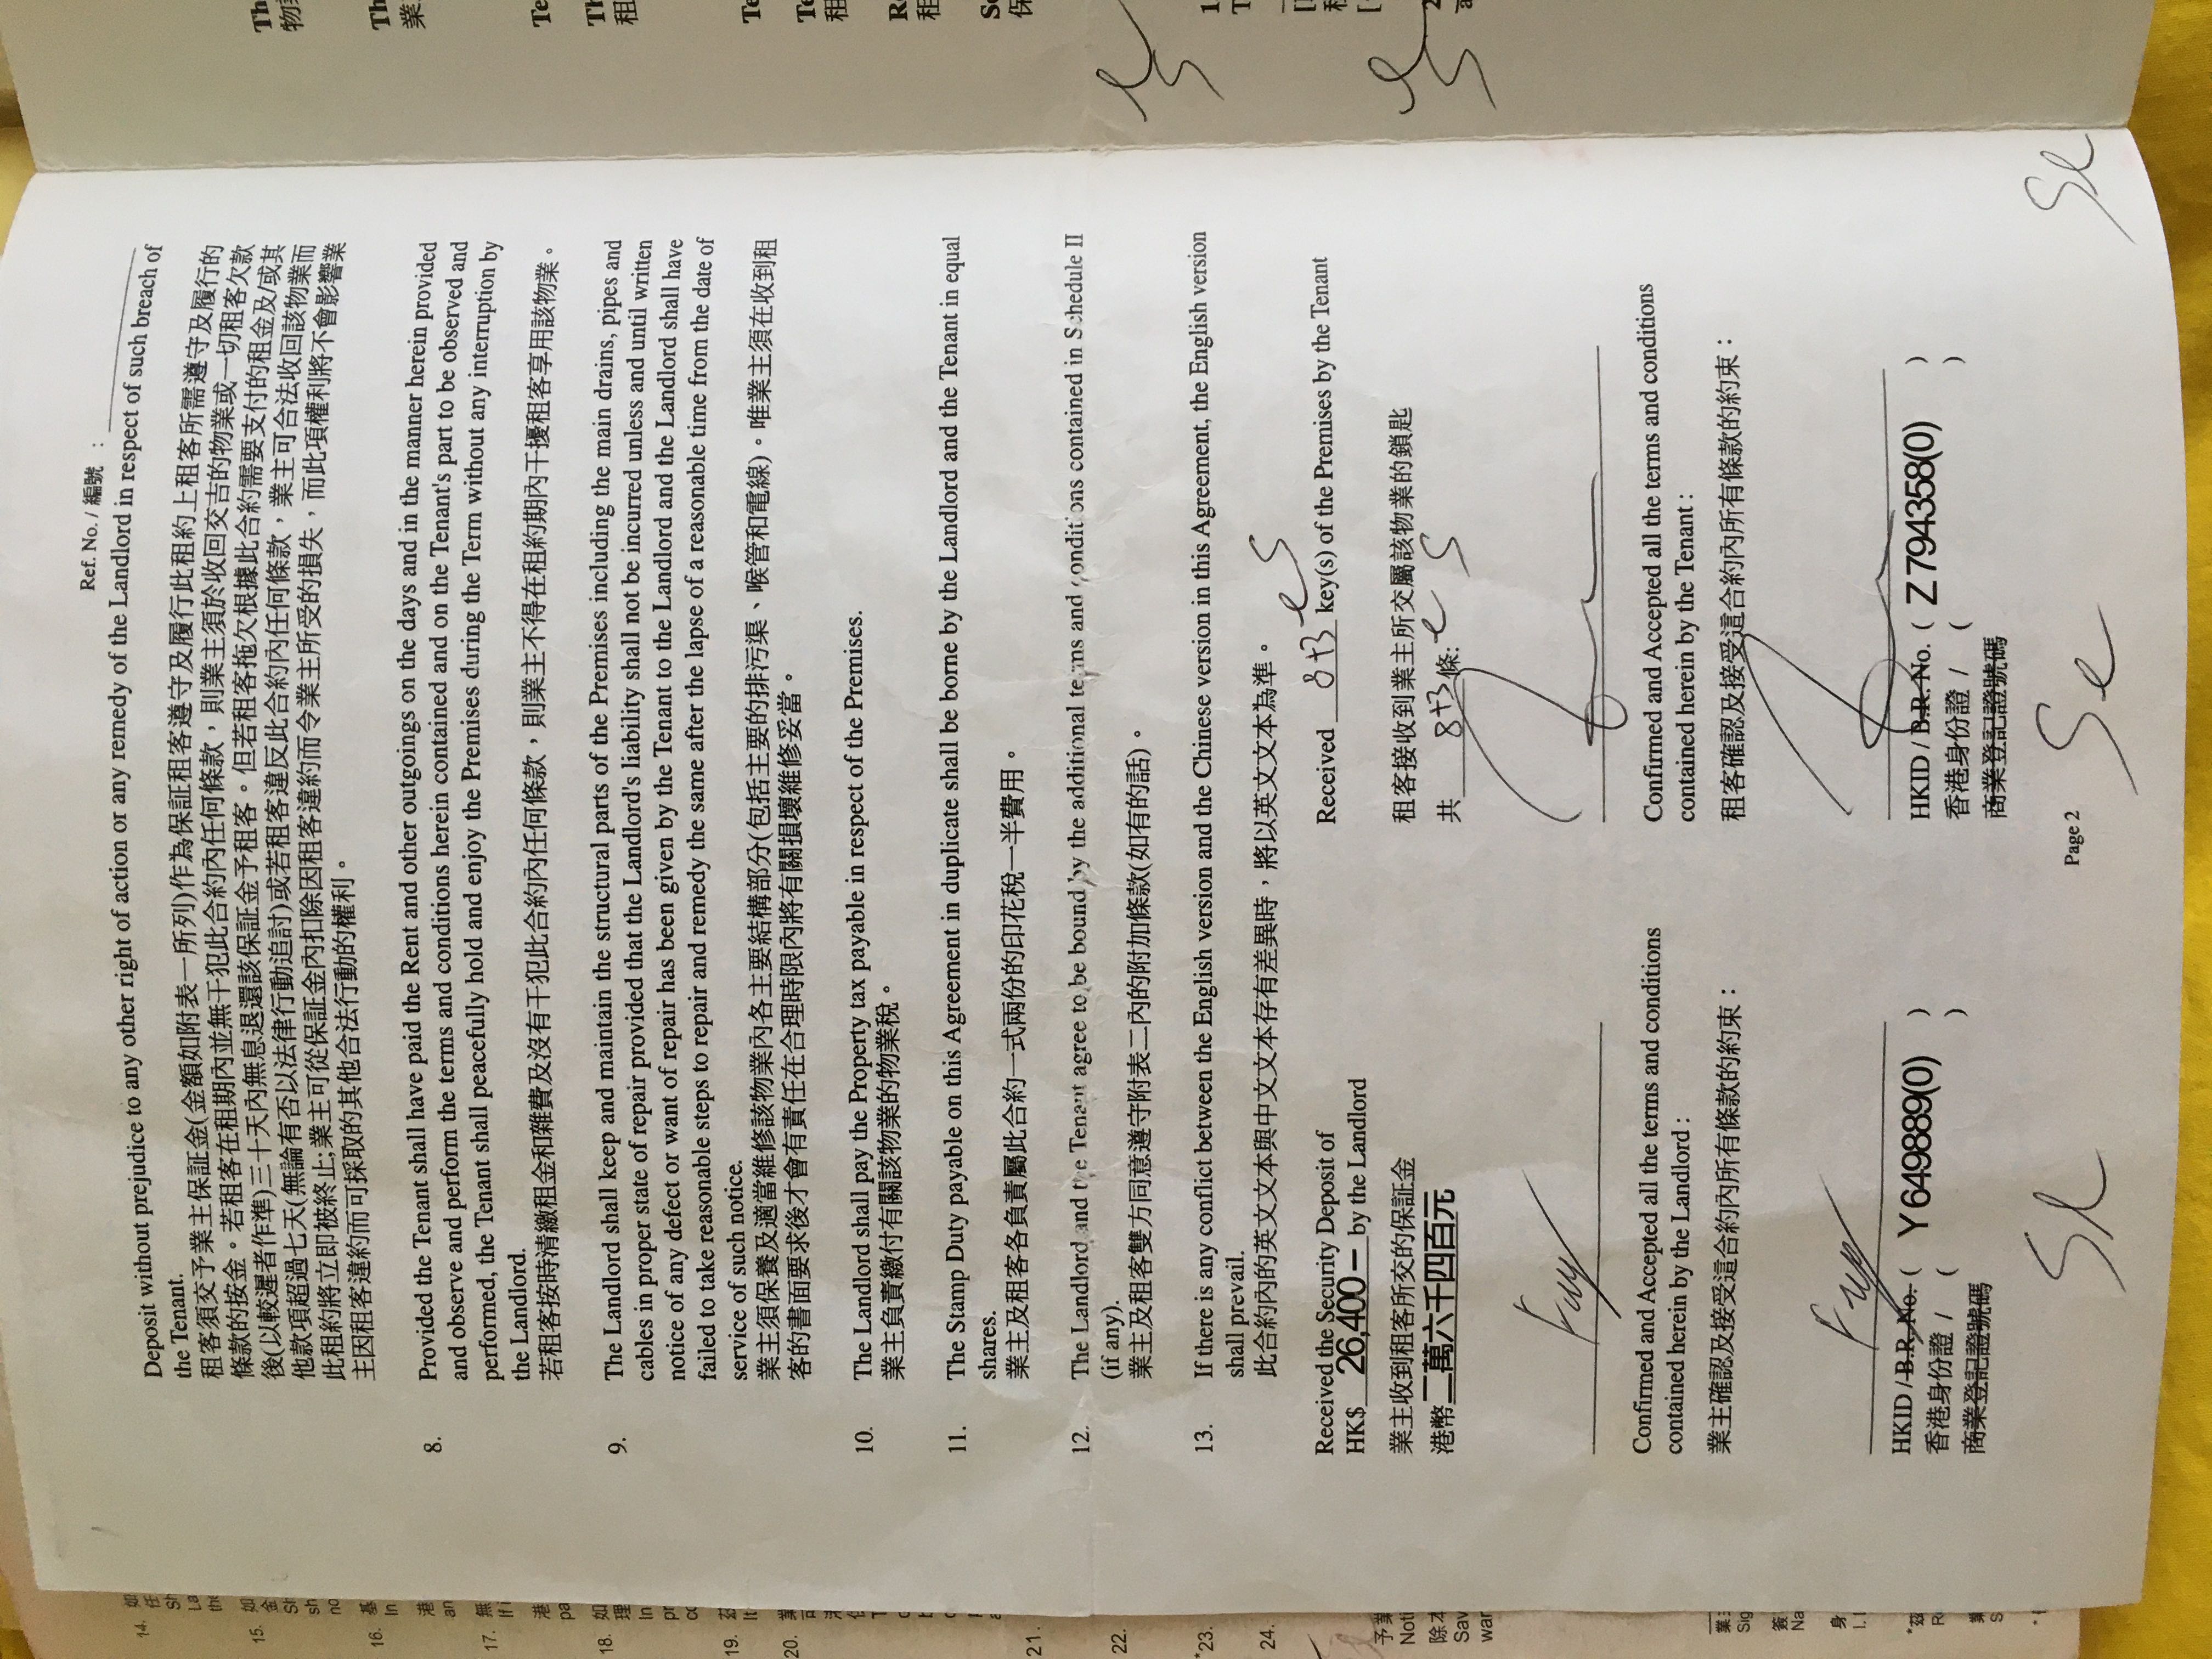 Ref. No. / 編號 :
Deposit without prejudice to any other right of action or any remedy of the Landlord in respect of such breach of
the Tenant.
租客須交予業主保証金(金額如附表一所列)作為保証租客遵守及履行此租約上租客所需遵守及履行的
條款的按金。若租客在租期內並無干犯此合約內任何條款，則業主須於收回交吉的物業或一切租客欠款
後(以較遲者作準)三十天內無息退還該保証金予租客。但若租客拖欠根據此合約需要支付的租金及/或其
他款項超過七天(無論有否以法律行動追討)或若租客違反此合約內任何條款，業主可合法收回該物業而
此租約將立即被終止;業主可從保証金內扣除因租客違約而令業主所受的損失，而此項權利將不會影響業
主因租客違約而可採取的其他合法行動的權利。
8. Provided the Tenant shall have paid the Rent and other outgoings on the days and in the manner herein provided
and observe and perform the terms and conditions herein contained and on the Tenant's part to be observed and
performed, the Tenant shall peacefully hold and enjoy the Premises during the Term without any interruption by
the Landlord.
若租客按時清繳租金和雜費及沒有干犯此合約內任何條款，則業主不得在租約期內干擾租客享用該物業。
9. The Landlord shall keep and maintain the structural parts of the Premises including the main drains, pipes and
cables in proper state of repair provided that the Landlord's liability shall not be incurred unless and until written
notice of any defect or want of repair has been given by the Tenant to the Landlord and the Landlord shall have
failed to take reasonable steps to repair and remedy the same after the lapse of a reasonable time from the date of
service of such notice.
業主須保養及適當維修該物業內各主要結構部分(包括主要的排污渠、喉管和電線)。唯業主須在收到租
客的書面要求後才會有責任在合理時限內將有關損壞維修妥當。
10. The Landlord shall pay the Property tax payable in respect of the Premises.
業主負責繳付有關該物業的物業稅。
11. The Stamp Duty payable on this Agreement in duplicate shall be borne by the Landlord and the Tenant in equal
shares.
業主及租客各負責屬此合約一式兩份的印花稅一半費用。
12. The Landlord and the Tenant agree to be bound by the additional terms and conditions contained in Schedule II
(if any).
業主及租客雙方同意遵守附表二內的附加條款(如有的話)。
13. If there is any conflict between the English version and the Chinese version in this Agreement, the English version
shall prevail.
此合約內的英文文本與中文文本存有差異時，將以英文文本為準。
Received the Security Deposit of
HK$ 26,400- by the Landlord
業主收到租客所交的保証金
港幣二萬六千四百元
Received 8+3 key(s) of the Premises by the Tenant
租客接收到業主所交屬該物業的鎖匙
共 8+3 條:
Confirmed and Accepted all the terms and conditions
contained herein by the Landlord :
業主確認及接受這合約內所有條款的約束：
HKID / B.R. No. ( Y649889(0) )
香港身份證 / ( )
商業登記證號碼
Confirmed and Accepted all the terms and conditions
contained herein by the Tenant :
租客確認及接受這合約內所有條款的約束：
HKID / B.R. No. ( Z794358(0) )
香港身份證 / ( )
商業登記證號碼
Page 2
14.
15.
16.
17.
18.
19.
20.
21.
22.
*23.
24.